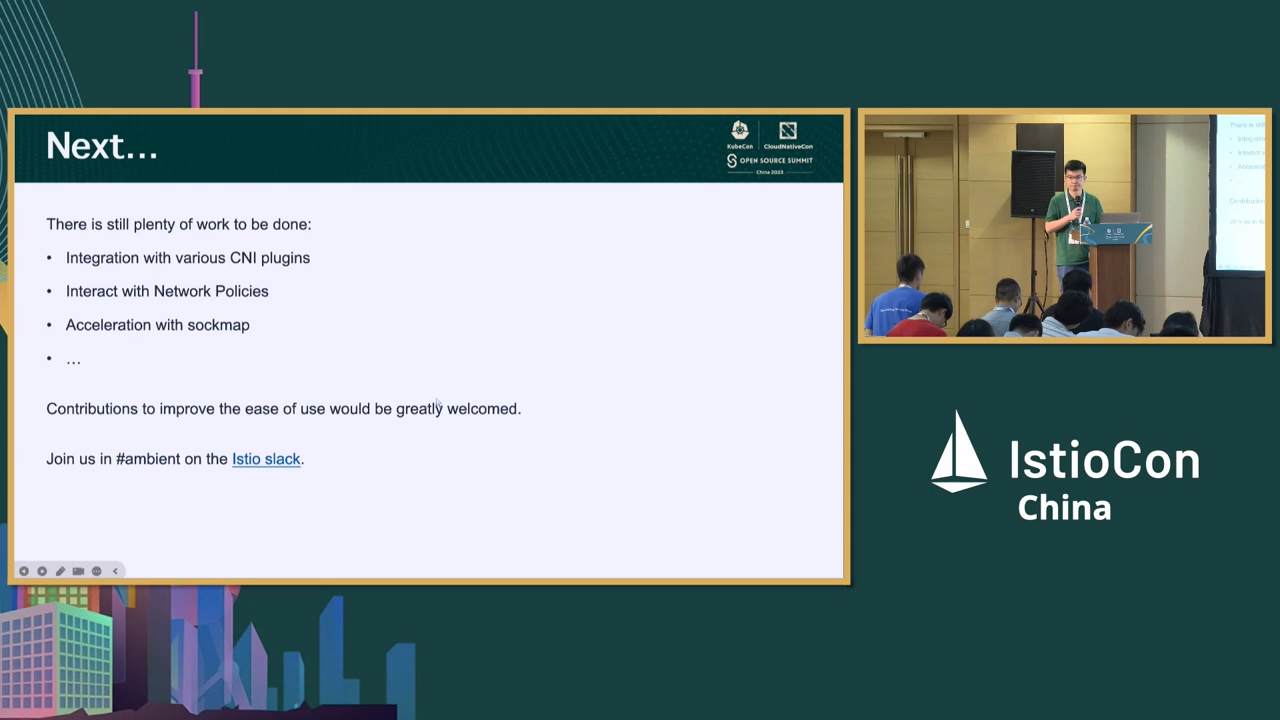 Next...
KubeCon
CloudNativeCon
OPEN SOURCE SUMMIT
China 2023
There is still plenty of work to be done:
• Integration with various CNI plugins
• Interact with Network Policies
• Acceleration with sockmap
• ...
Contributions to improve the ease of use would be greatly welcomed.
Join us in #ambient on the Istio slack.
IstioCon
China